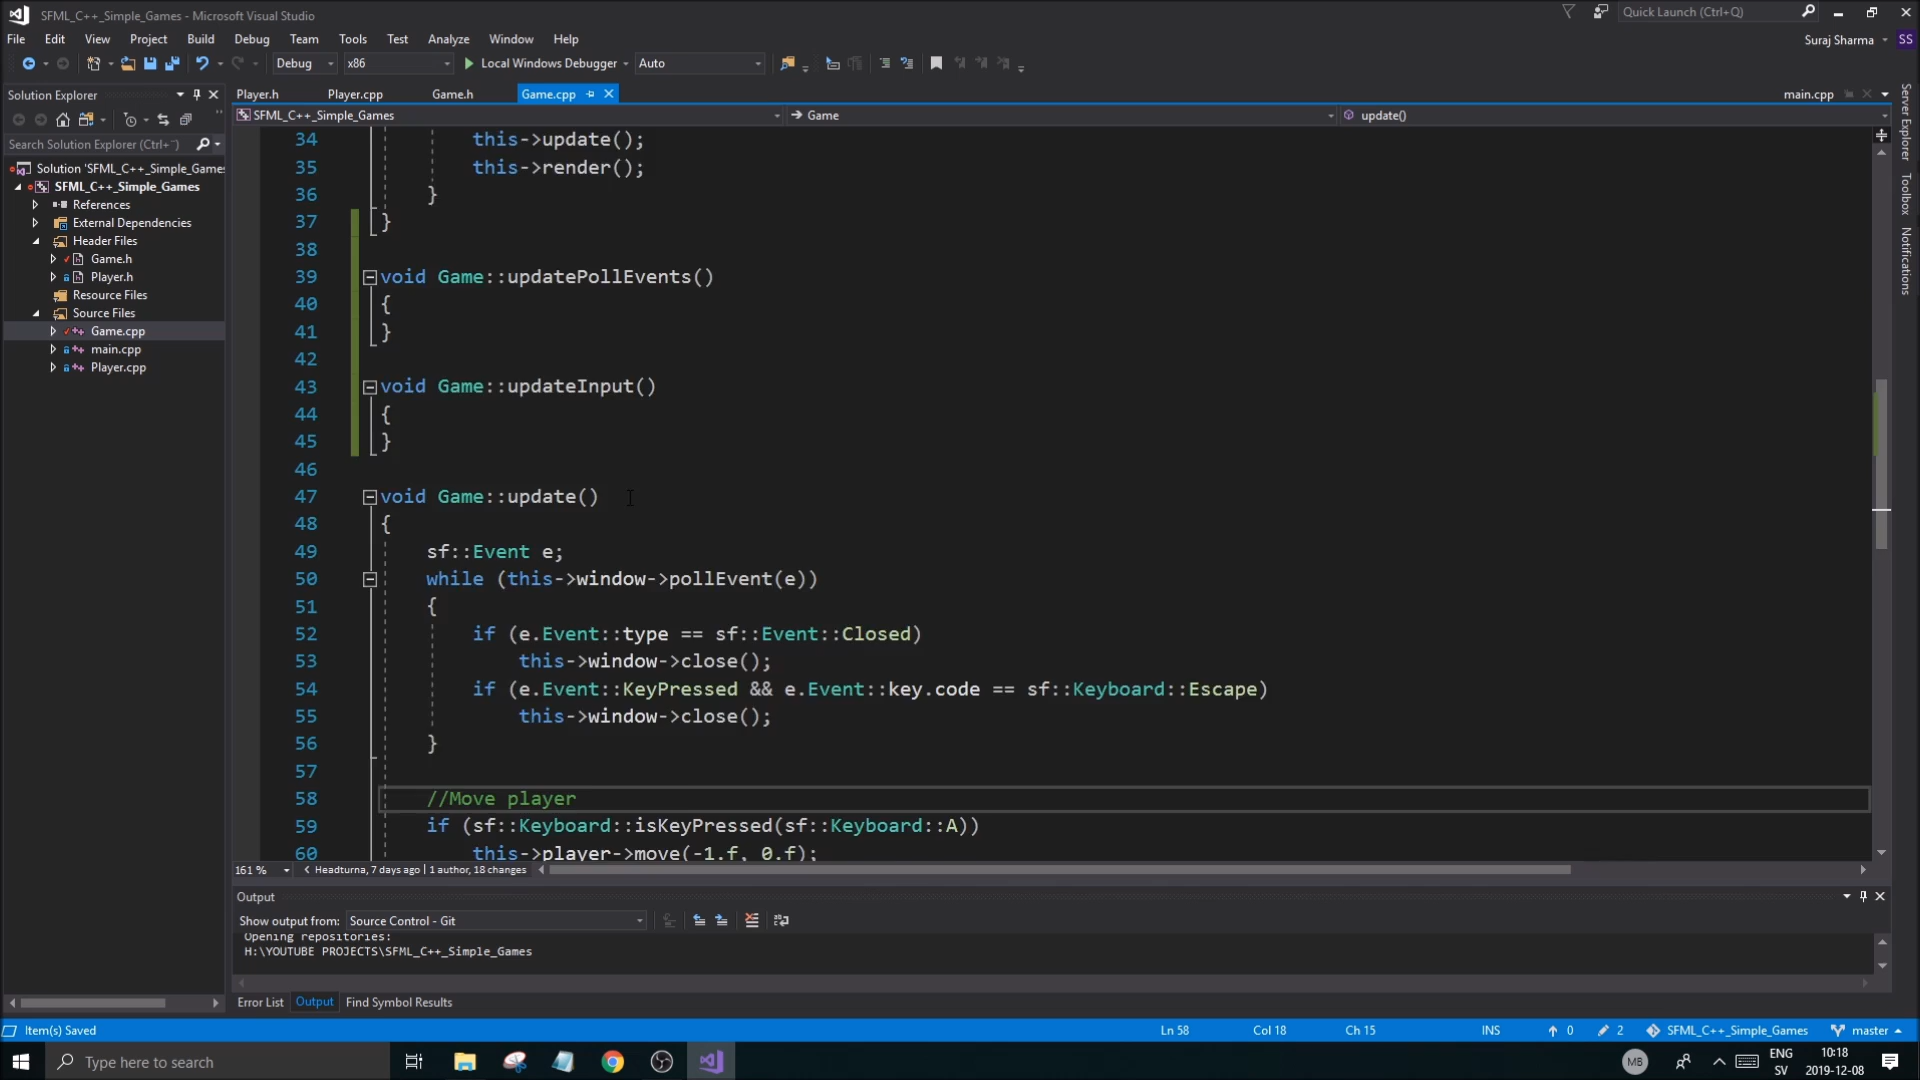 SFML_C++_Simple_Games - Microsoft Visual Studio
Quick Launch (Ctrl+Q)
File Edit View Project Build Debug Team Tools Test Analyze Window Help
Suraj Sharma SS
Debug x86 Local Windows Debugger Auto
Solution Explorer
Player.h Player.cpp Game.h Game.cpp main.cpp
SFML_C++_Simple_Games Game update()
Search Solution Explorer (Ctrl+¨)
Solution 'SFML_C++_Simple_Games
SFML_C++_Simple_Games
References
External Dependencies
Header Files
Game.h
Player.h
Resource Files
Source Files
Game.cpp
main.cpp
Player.cpp
34 this->update();
35 this->render();
36 }
37 }
38
39 void Game::updatePollEvents()
40 {
41 }
42
43 void Game::updateInput()
44 {
45 }
46
47 void Game::update()
48 {
49 sf::Event e;
50 while (this->window->pollEvent(e))
51 {
52 if (e.Event::type == sf::Event::Closed)
53 this->window->close();
54 if (e.Event::KeyPressed && e.Event::key.code == sf::Keyboard::Escape)
55 this->window->close();
56 }
57
58 //Move player
59 if (sf::Keyboard::isKeyPressed(sf::Keyboard::A))
60 this->player->move(-1.f, 0.f);
161 % Headturna, 7 days ago | 1 author, 18 changes
Server Explorer
Toolbox
Notifications
Output
Show output from: Source Control - Git
Opening repositories:
H:\YOUTUBE PROJECTS\SFML_C++_Simple_Games
Error List Output Find Symbol Results
Item(s) Saved Ln 58 Col 18 Ch 15 INS 0 2 SFML_C++_Simple_Games master
Type here to search
MB
ENG
SV
10:18
2019-12-08